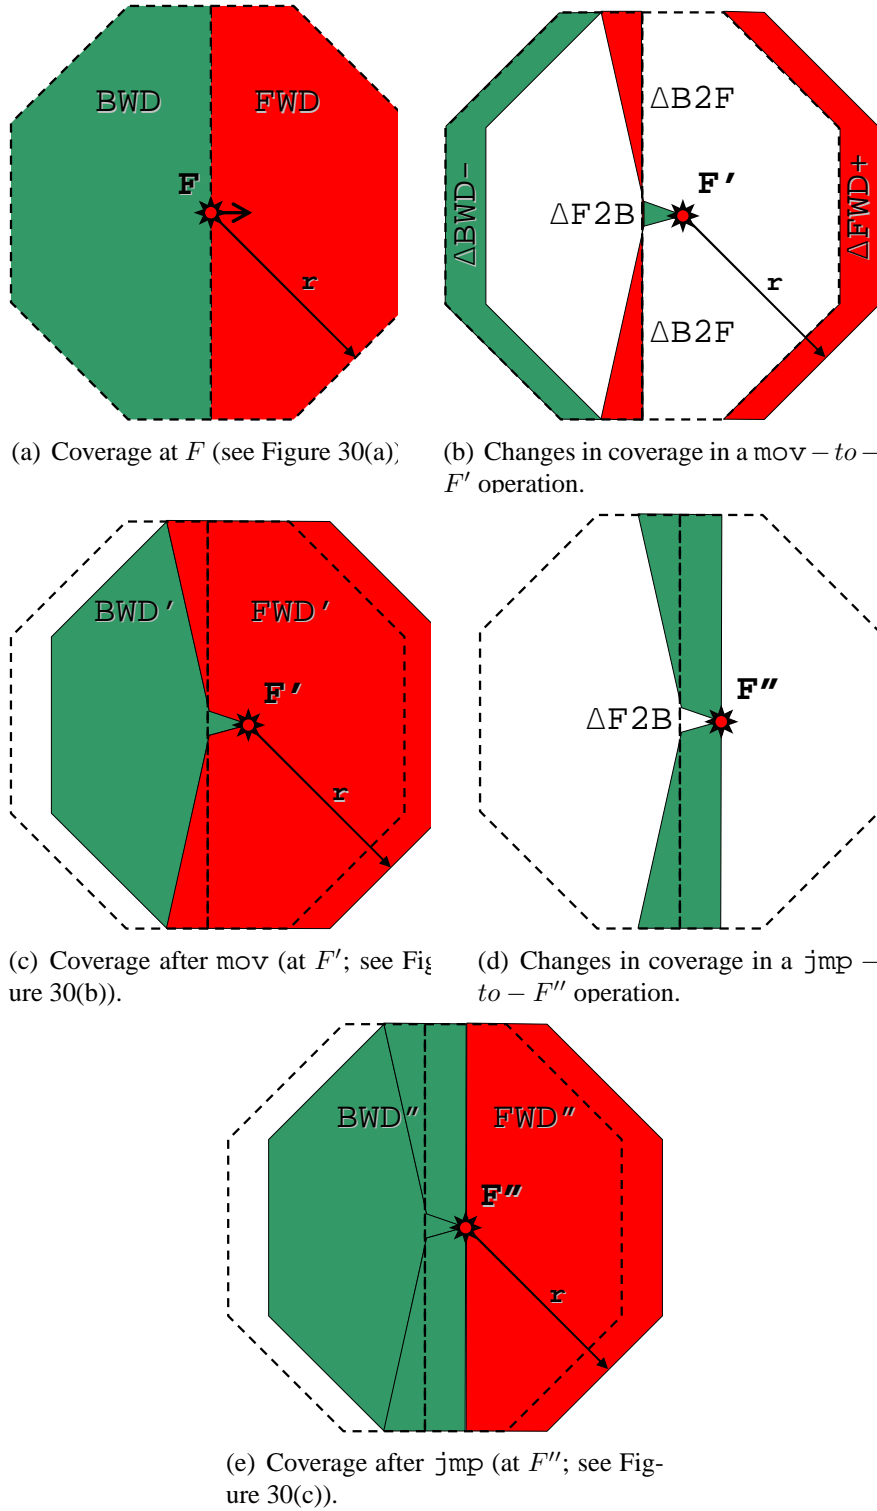 BWD FWD
F
r
(a) Coverage at F (see Figure 30(a))
ΔB2F
ΔBWD-
F'
ΔF2B
ΔFWD+
r
ΔB2F
(b) Changes in coverage in a mov – to –
F′ operation.
BWD' FWD'
F'
r
(c) Coverage after mov (at F′; see Fig
ure 30(b)).
F"
ΔF2B
(d) Changes in coverage in a jmp –
to – F″ operation.
BWD" FWD"
F"
r
(e) Coverage after jmp (at F″; see Fig-
ure 30(c)).